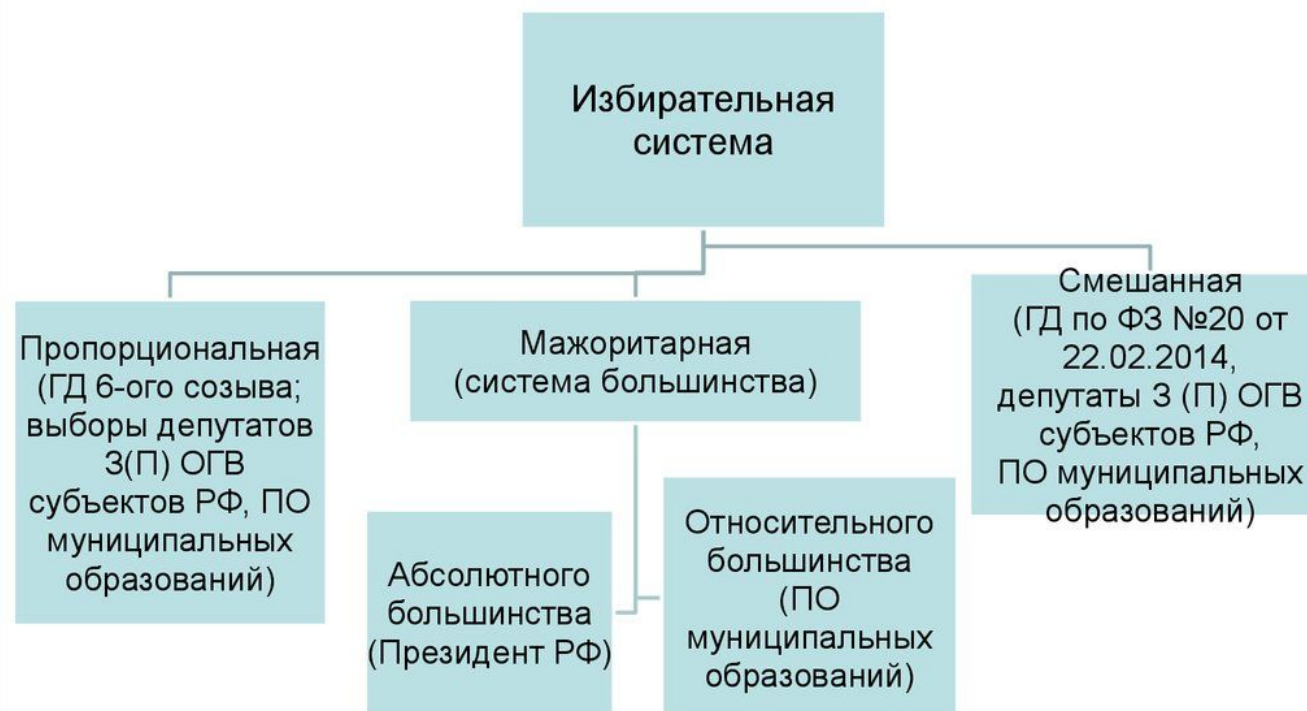 Избирательная
система
Пропорциональная
(ГД 6-ого созыва;
выборы депутатов
З(П) ОГВ
субъектов РФ, ПО
муниципальных
образований)
Мажоритарная
(система большинства)
Абсолютного
большинства
(Президент РФ)
Относительного
большинства
(ПО
муниципальных
образований)
Смешанная
(ГД по ФЗ №20 от
22.02.2014,
депутаты З (П) ОГВ
субъектов РФ,
ПО муниципальных
образований)